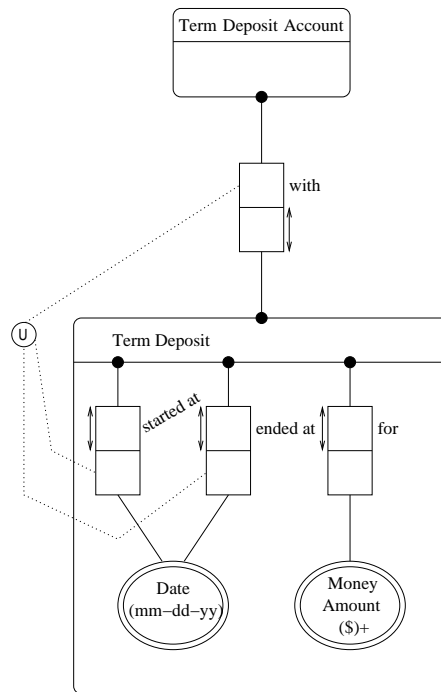 Term Deposit Account
with
U
Term Deposit
started at
ended at
for
Date
(mm−dd−yy)
Money
Amount
($)+